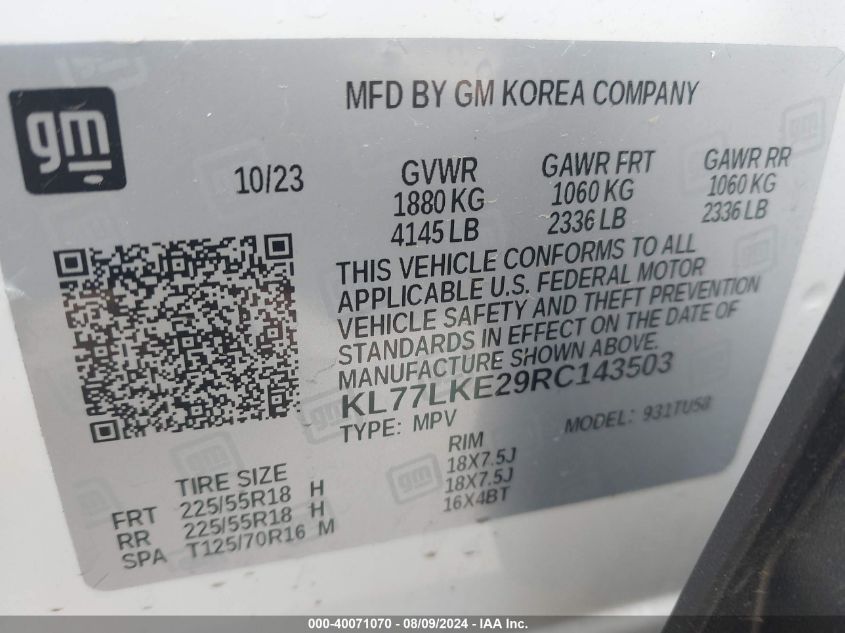 gm
MFD BY GM KOREA COMPANY
10/23
GVWR
1880 KG
4145 LB
GAWR FRT
1060 KG
2336 LB
GAWR RR
1060 KG
2336 LB
THIS VEHICLE CONFORMS TO ALL
APPLICABLE U.S. FEDERAL MOTOR
VEHICLE SAFETY AND THEFT PREVENTION
STANDARDS IN EFFECT ON THE DATE OF
MANUFACTURE SHOWN ABOVE.
KL77LKE29RC143503
TYPE: MPV
MODEL: 931TU58
TIRE SIZE
RIM
FRT 225/55R18 H 18X7.5J
RR 225/55R18 H 18X7.5J
SPA T125/70R16 M 16X4BT
000-40071070 - 08/09/2024 - IAA Inc.